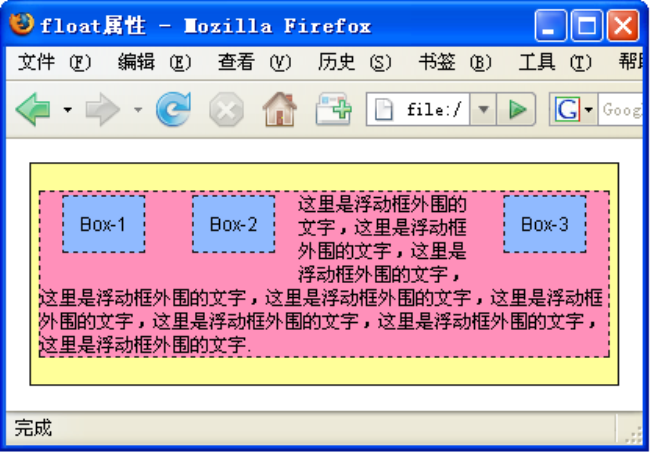 float属性 - Mozilla Firefox
文件 (F) 编辑 (E) 查看 (V) 历史 (S) 书签 (B) 工具 (T)
file:/ G Goog
Box-1
Box-2
这里是浮动框外围的
文字，这里是浮动框
外围的文字，这里是
浮动框外围的文字，
Box-3
这里是浮动框外围的文字，这里是浮动框外围的文字，这里是浮动框
外围的文字，这里是浮动框外围的文字，这里是浮动框外围的文字，
这里是浮动框外围的文字.
完成